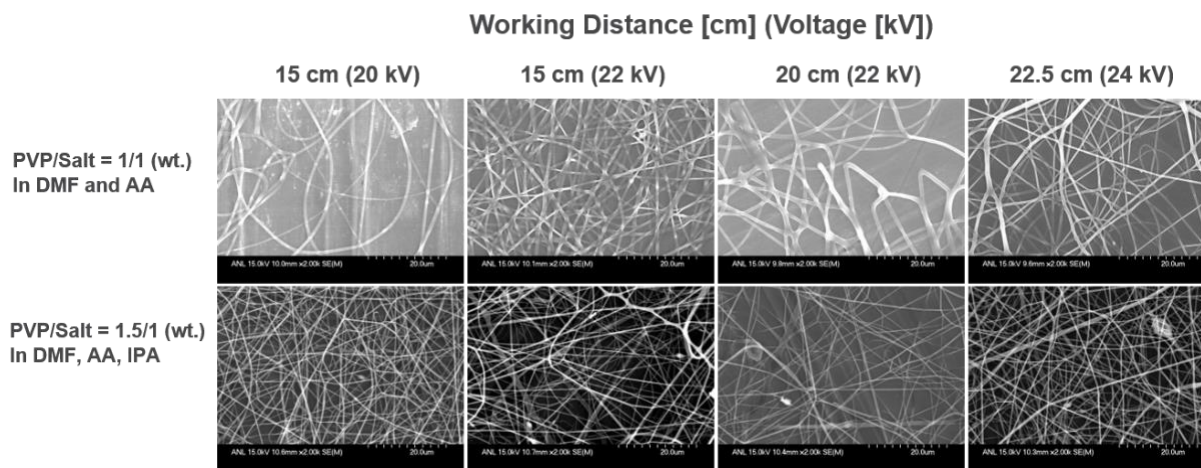 Working Distance [cm] (Voltage [kV])
15 cm (20 kV)
15 cm (22 kV)
20 cm (22 kV)
22.5 cm (24 kV)
PVP/Salt = 1/1 (wt.)
In DMF and AA
ANL 15.0kV 10.0mm x2.00k SE(M) 20.0um
ANL 15.0kV 10.1mm x2.00k SE(M) 20.0um
ANL 15.0kV 9.8mm x2.00k SE(M) 20.0um
ANL 15.0kV 9.6mm x2.00k SE(M) 20.0um
PVP/Salt = 1.5/1 (wt.)
In DMF, AA, IPA
ANL 15.0kV 10.6mm x2.00k SE(M) 20.0um
ANL 15.0kV 10.7mm x2.00k SE(M) 20.0um
ANL 15.0kV 10.4mm x2.00k SE(M) 20.0um
ANL 15.0kV 10.3mm x2.00k SE(M) 20.0um